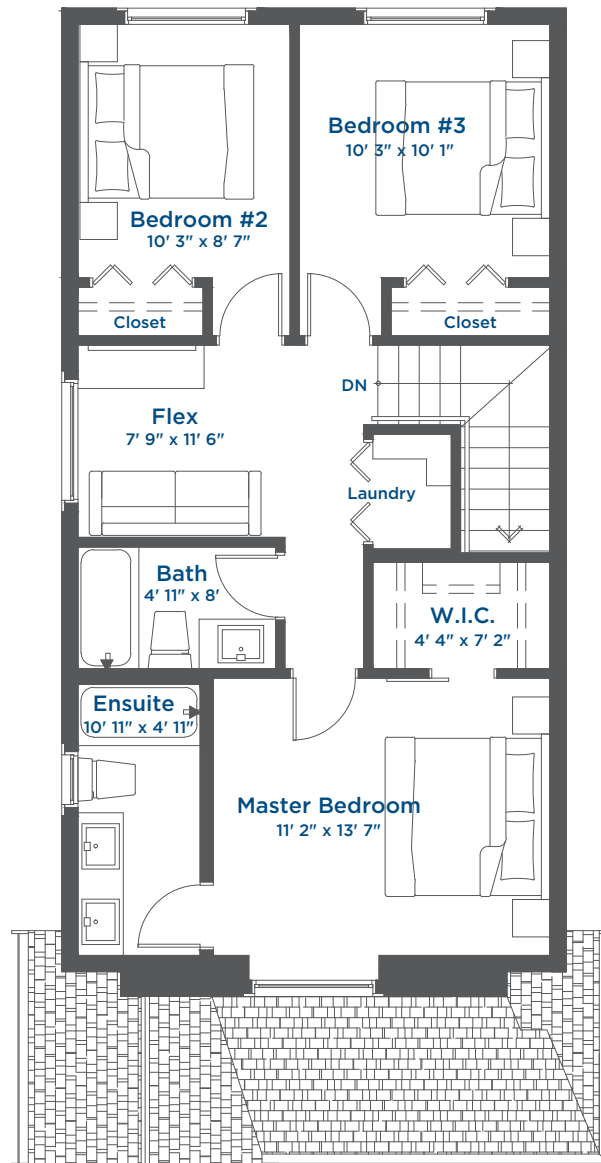 Bedroom #3
10' 3" x 10' 1"
Bedroom #2
10' 3" x 8' 7"
Closet
Closet
DN
Flex
7' 9" x 11' 6"
Laundry
Bath
4' 11" x 8'
W.I.C.
4' 4" x 7' 2"
Ensuite
10' 11" x 4' 11"
Master Bedroom
11' 2" x 13' 7"